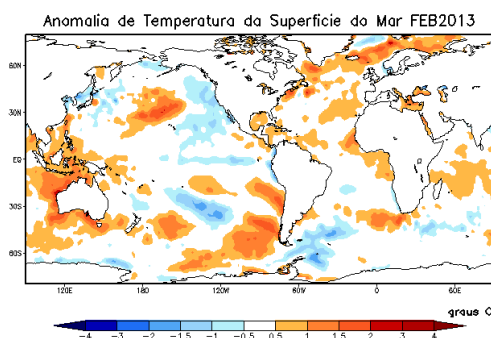 Anomalia de Temperatura da Superfície do Mar FEB2013
60N
30N
EQ
30S
60S
120E 180 120W 60W 0 60E
graus C
-4 -3 -2 -1.5 -1 -0.5 0.5 1 1.5 2 3 4